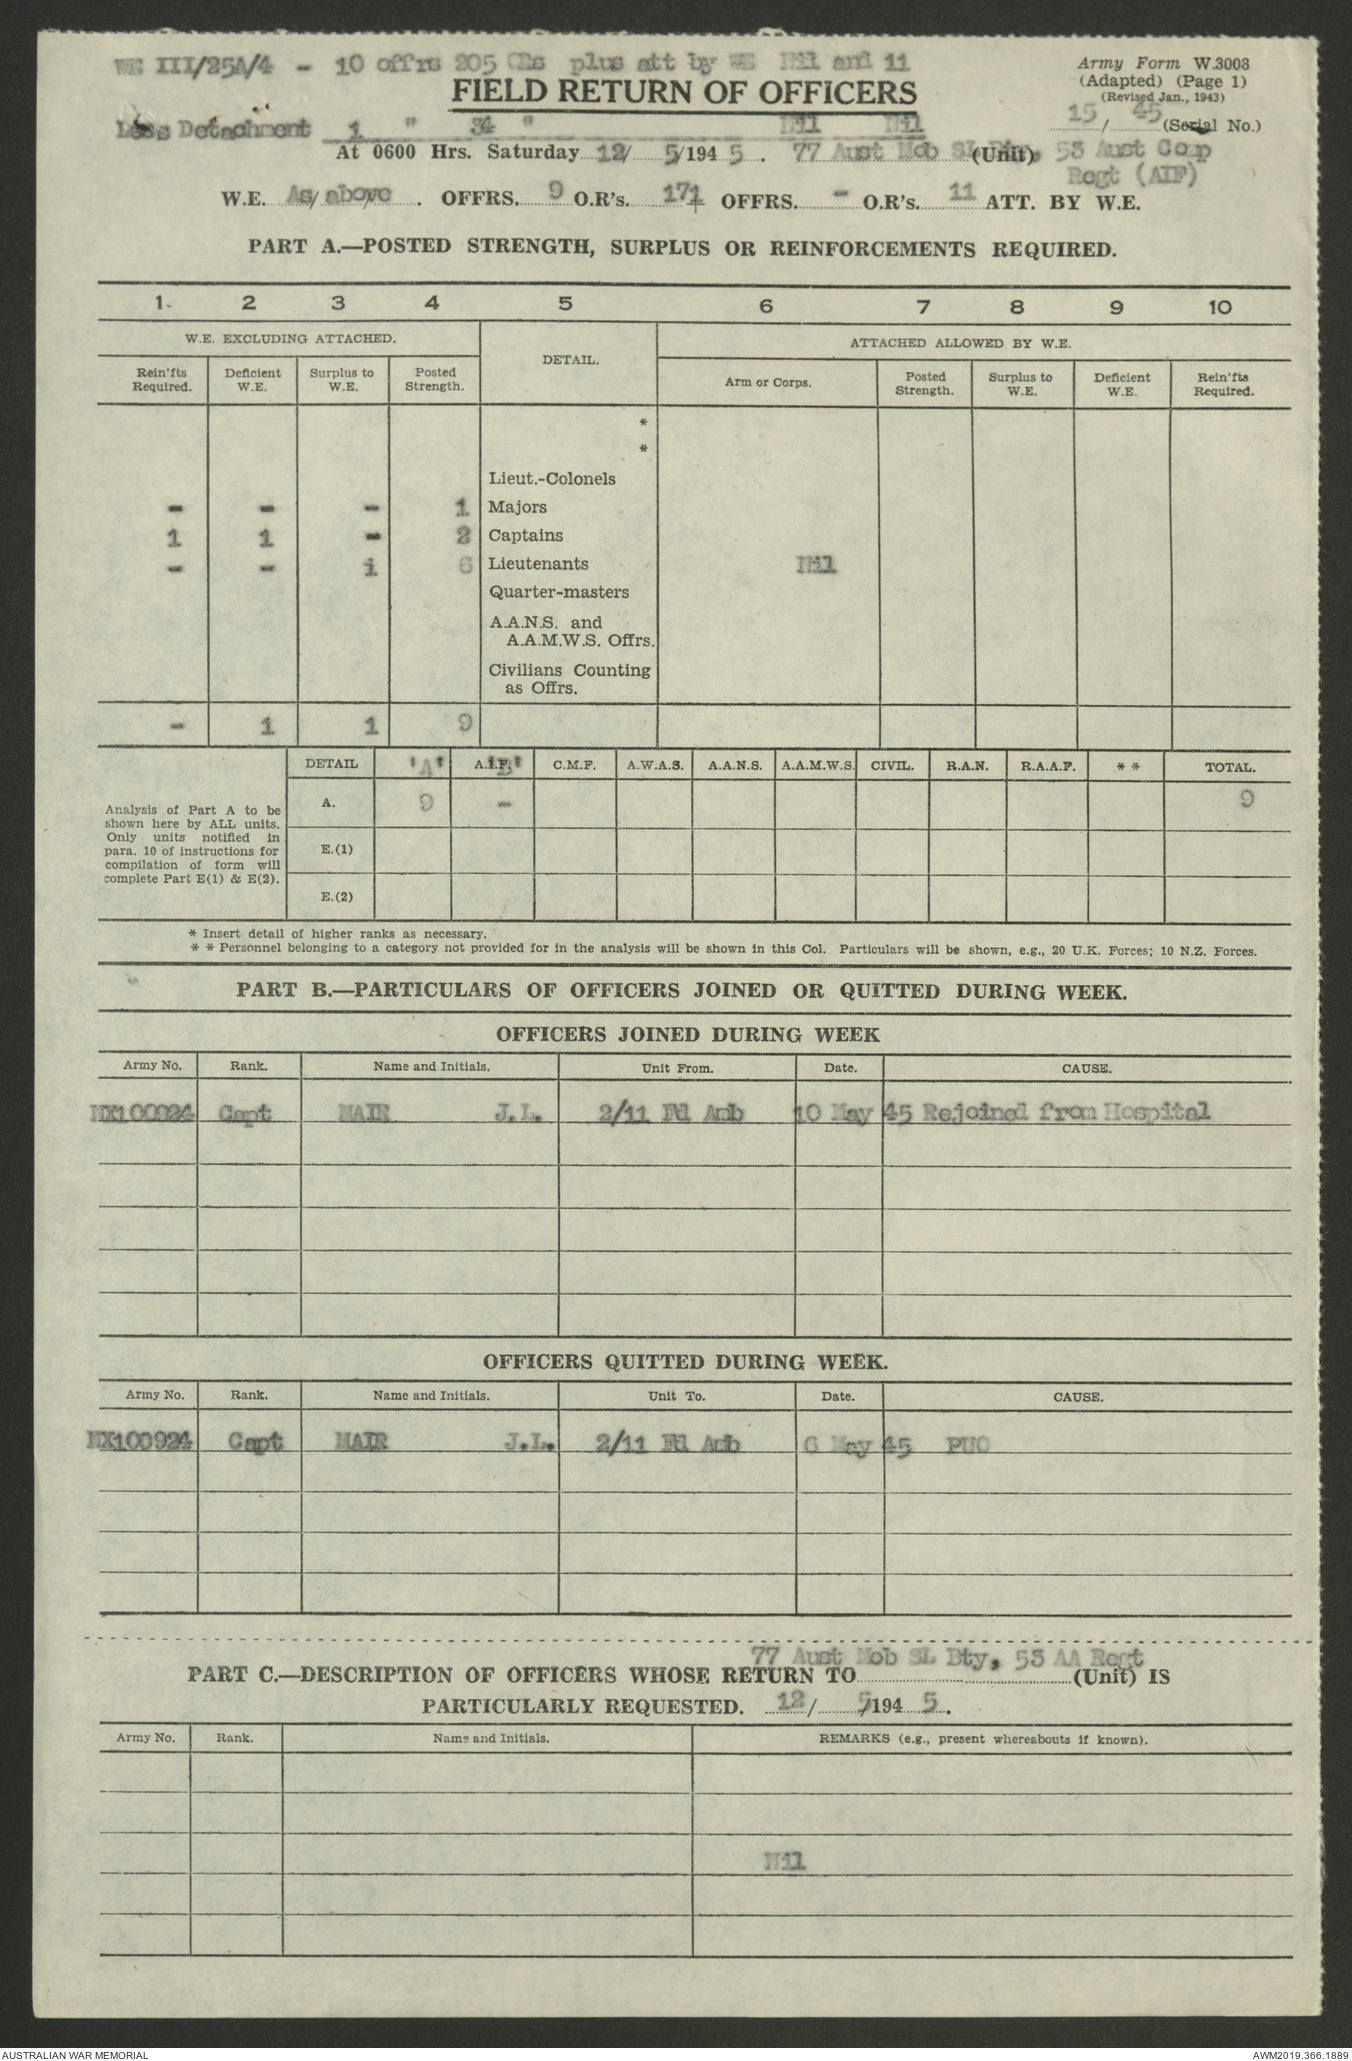 WE III/25A/4 - 10 offrs 205 ORs plus att by WE Nil and 11
Army Form W.3008
(Adapted) (Page 1)
(Revised Jan., 1943)
FIELD RETURN OF OFFICERS
Less Detachment 1 " 34 " Nil Nil
15/45 (Serial No.)
At 0600 Hrs. Saturday 12/5/1945. 77 Aust Mob SL Bty, (Unit) 53 Aust Comp
Regt (AIF)
W.E. As above. OFFRS. 9 O.R's. 171 OFFRS. - O.R's. 11 ATT. BY W.E.
PART A.—POSTED STRENGTH, SURPLUS OR REINFORCEMENTS REQUIRED.
1 2 3 4 5 6 7 8 9 10
W.E. EXCLUDING ATTACHED. DETAIL. ATTACHED ALLOWED BY W.E.
Rein'fts Required. Deficient W.E. Surplus to W.E. Posted Strength. Arm or Corps. Posted Strength. Surplus to W.E. Deficient W.E. Rein'fts Required.
*
*
Lieut.-Colonels
- - - 1 Majors
1 1 - 2 Captains
- - 1 6 Lieutenants Nil
Quarter-masters
A.A.N.S. and
A.A.M.W.S. Offrs.
Civilians Counting
as Offrs.
- 1 1 9
DETAIL 'A' A.I.F. 'B' C.M.F. A.W.A.S. A.A.N.S. A.A.M.W.S. CIVIL. R.A.N. R.A.A.F. * * TOTAL.
A. 9 - 9
E.(1)
E.(2)
Analysis of Part A to be
shown here by ALL units.
Only units notified in
para. 10 of instructions for
compilation of form will
complete Part E(1) & E(2).
* Insert detail of higher ranks as necessary.
* * Personnel belonging to a category not provided for in the analysis will be shown in this Col. Particulars will be shown, e.g., 20 U.K. Forces; 10 N.Z. Forces.
PART B.—PARTICULARS OF OFFICERS JOINED OR QUITTED DURING WEEK.
OFFICERS JOINED DURING WEEK
Army No. Rank. Name and Initials. Unit From. Date. CAUSE.
NX100924 Capt MAIR J.L. 2/11 Fd Amb 10 May 45 Rejoined from Hospital
OFFICERS QUITTED DURING WEEK.
Army No. Rank. Name and Initials. Unit To. Date. CAUSE.
NX100924 Capt MAIR J.L. 2/11 Fd Amb 6 May 45 PUO
77 Aust Mob SL Bty, 53 AA Regt
PART C.—DESCRIPTION OF OFFICERS WHOSE RETURN TO (Unit) IS
PARTICULARLY REQUESTED. 12/5/1945.
Army No. Rank. Name and Initials. REMARKS (e.g., present whereabouts if known).
Nil
AUSTRALIAN WAR MEMORIAL AWM2019.366.1889